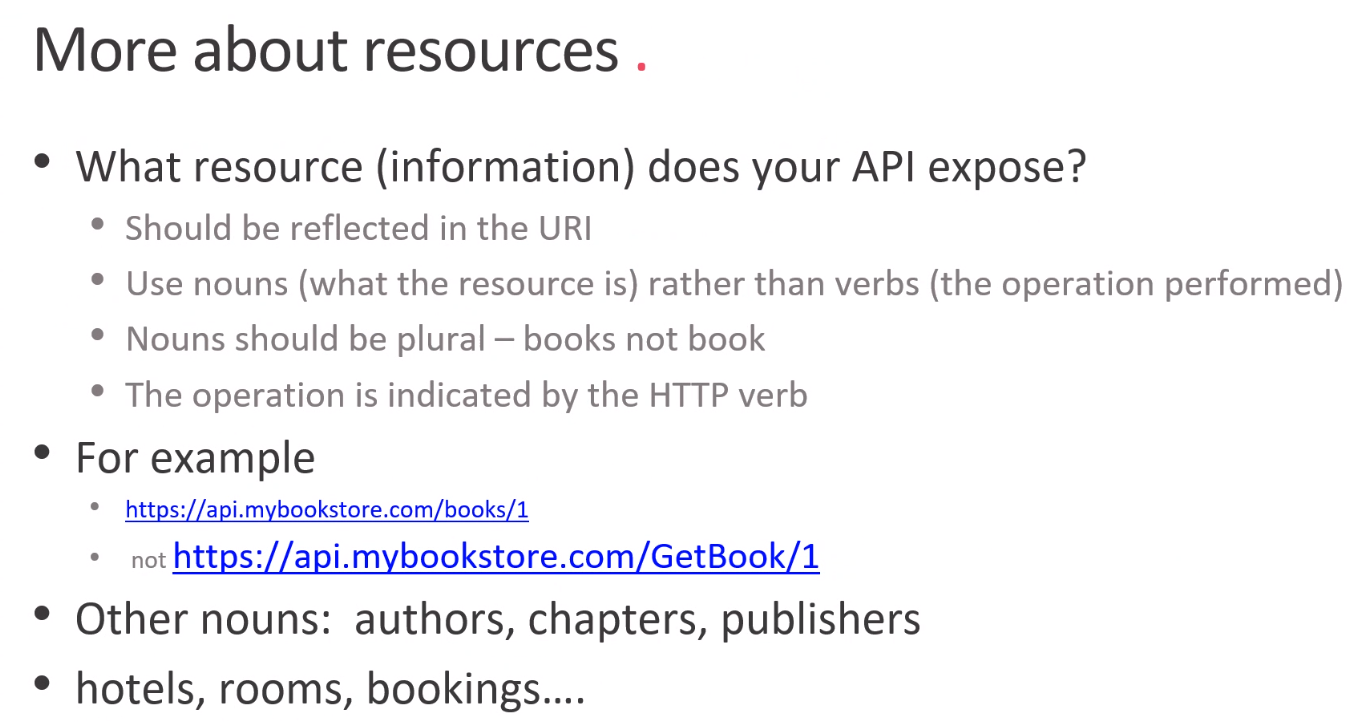 More about resources .
• What resource (information) does your API expose?
• Should be reflected in the URI
• Use nouns (what the resource is) rather than verbs (the operation performed)
• Nouns should be plural – books not book
• The operation is indicated by the HTTP verb
• For example
• https://api.mybookstore.com/books/1
• not https://api.mybookstore.com/GetBook/1
• Other nouns:  authors, chapters, publishers
• hotels, rooms, bookings….